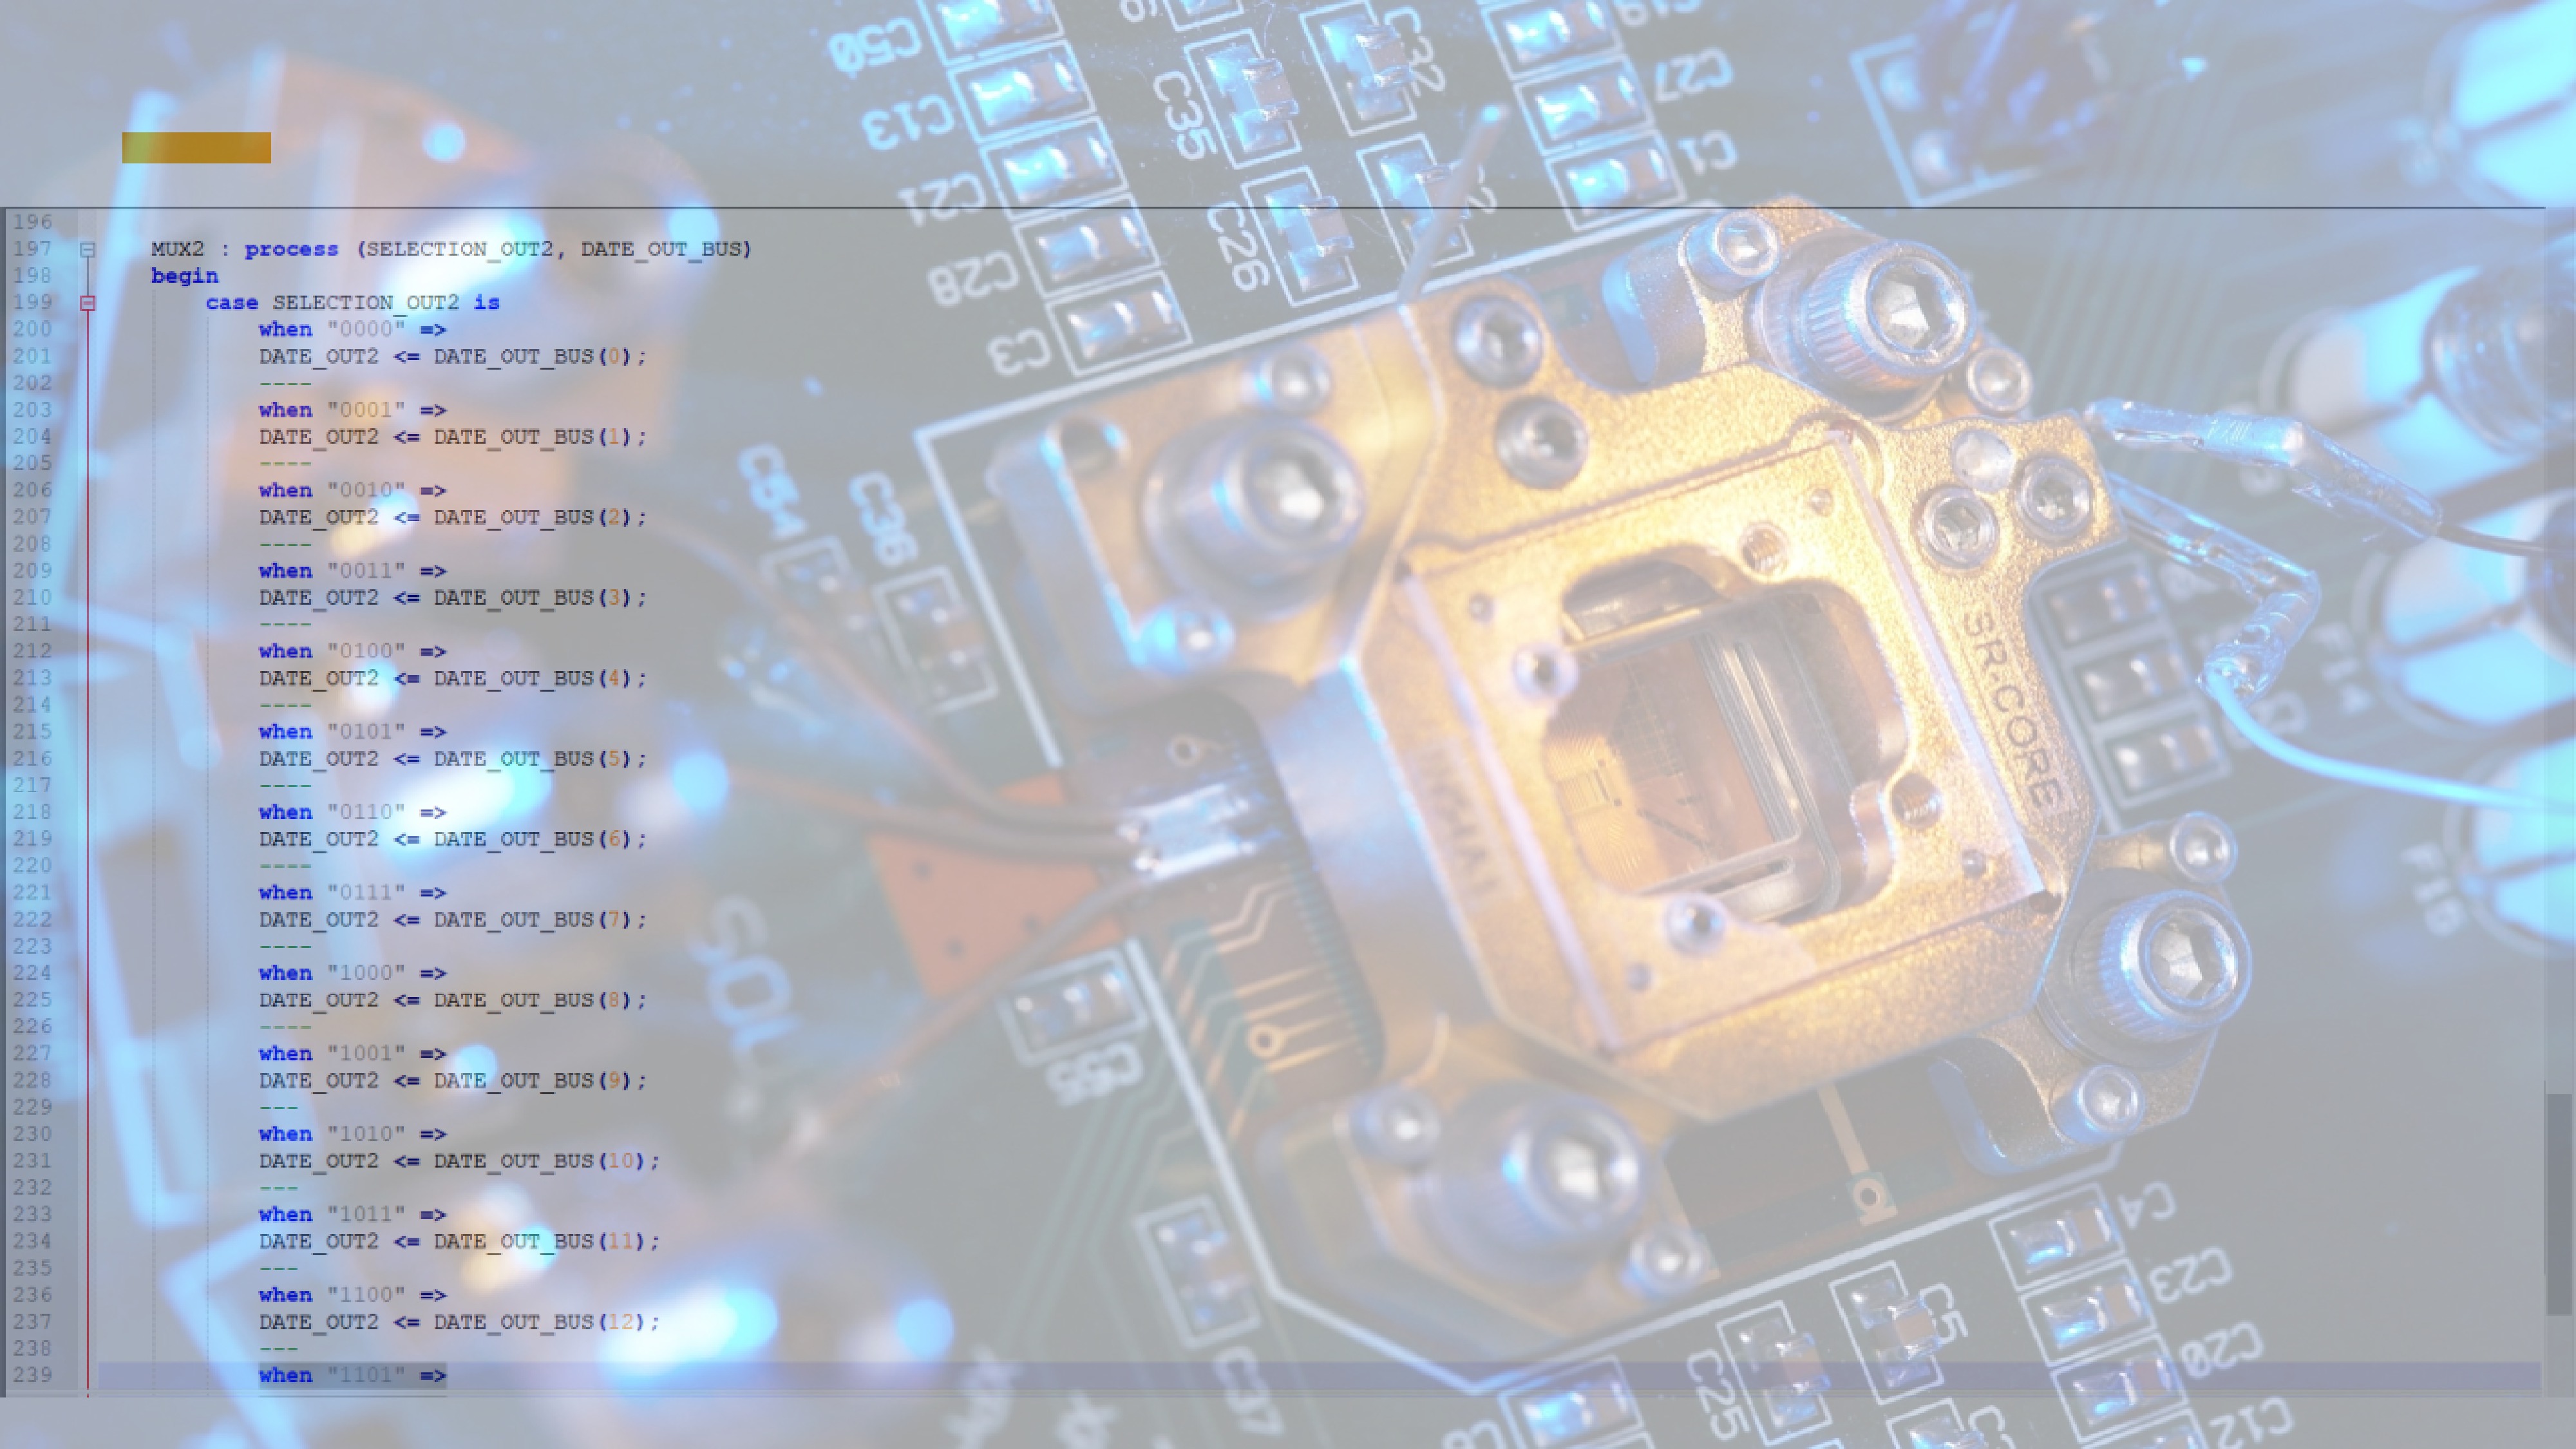 C50
C13
C21
C28
C3
C35
C26
C32
C19
C27
C1
196
197 MUX2 : process (SELECTION_OUT2, DATE_OUT_BUS)
198 begin
199 case SELECTION_OUT2 is
200 when "0000" =>
201 DATE_OUT2 <= DATE_OUT_BUS(0);
202 ----
203 when "0001" =>
204 DATE_OUT2 <= DATE_OUT_BUS(1);
205 ----
206 when "0010" =>
207 DATE_OUT2 <= DATE_OUT_BUS(2);
208 ----
209 when "0011" =>
210 DATE_OUT2 <= DATE_OUT_BUS(3);
211 ----
212 when "0100" =>
213 DATE_OUT2 <= DATE_OUT_BUS(4);
214 ----
215 when "0101" =>
216 DATE_OUT2 <= DATE_OUT_BUS(5);
217 ----
218 when "0110" =>
219 DATE_OUT2 <= DATE_OUT_BUS(6);
220 ----
221 when "0111" =>
222 DATE_OUT2 <= DATE_OUT_BUS(7);
223 ----
224 when "1000" =>
225 DATE_OUT2 <= DATE_OUT_BUS(8);
226 ----
227 when "1001" =>
228 DATE_OUT2 <= DATE_OUT_BUS(9);
229 ---
230 when "1010" =>
231 DATE_OUT2 <= DATE_OUT_BUS(10);
232 ---
233 when "1011" =>
234 DATE_OUT2 <= DATE_OUT_BUS(11);
235 ---
236 when "1100" =>
237 DATE_OUT2 <= DATE_OUT_BUS(12);
238 ---
239 when "1101" =>
C54
C36
SR-CORE
F14
F15
C55
C37
C4
C23
C5
C20
C25
C12